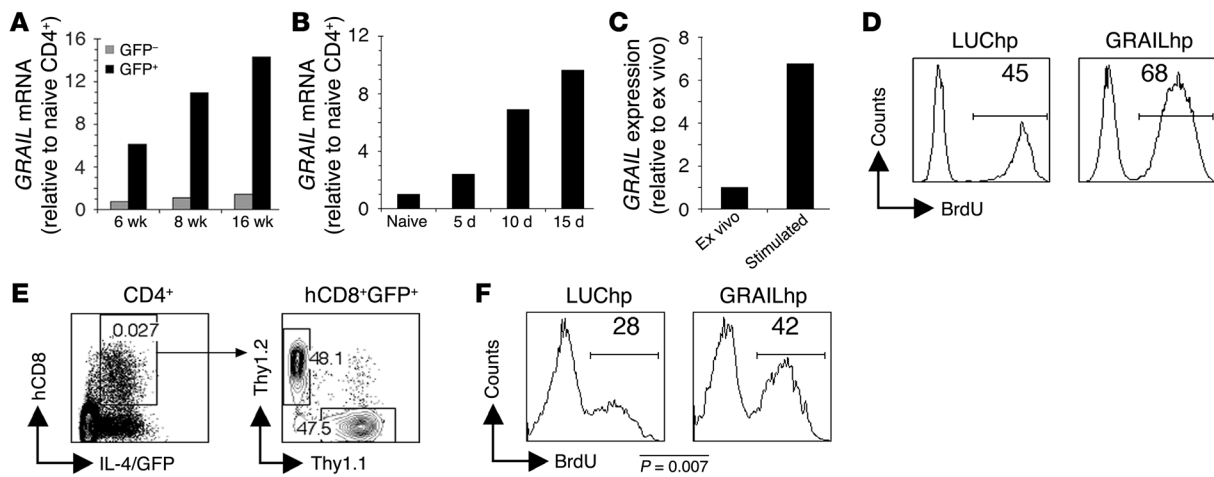 A
GRAIL mRNA
(relative to naive CD4⁺)
16
12
8
4
0
GFP⁻
GFP⁺
6 wk
8 wk
16 wk
B
GRAIL mRNA
(relative to naive CD4⁺)
12
8
4
0
Naive
5 d
10 d
15 d
C
GRAIL expression
(relative to ex vivo)
8
6
4
2
0
Ex vivo
Stimulated
D
LUChp
GRAILhp
45
68
Counts
BrdU
E
CD4⁺
hCD8⁺GFP⁺
0.027
hCD8
IL-4/GFP
Thy1.2
48.1
47.5
Thy1.1
F
LUChp
GRAILhp
28
42
Counts
BrdU
P = 0.007